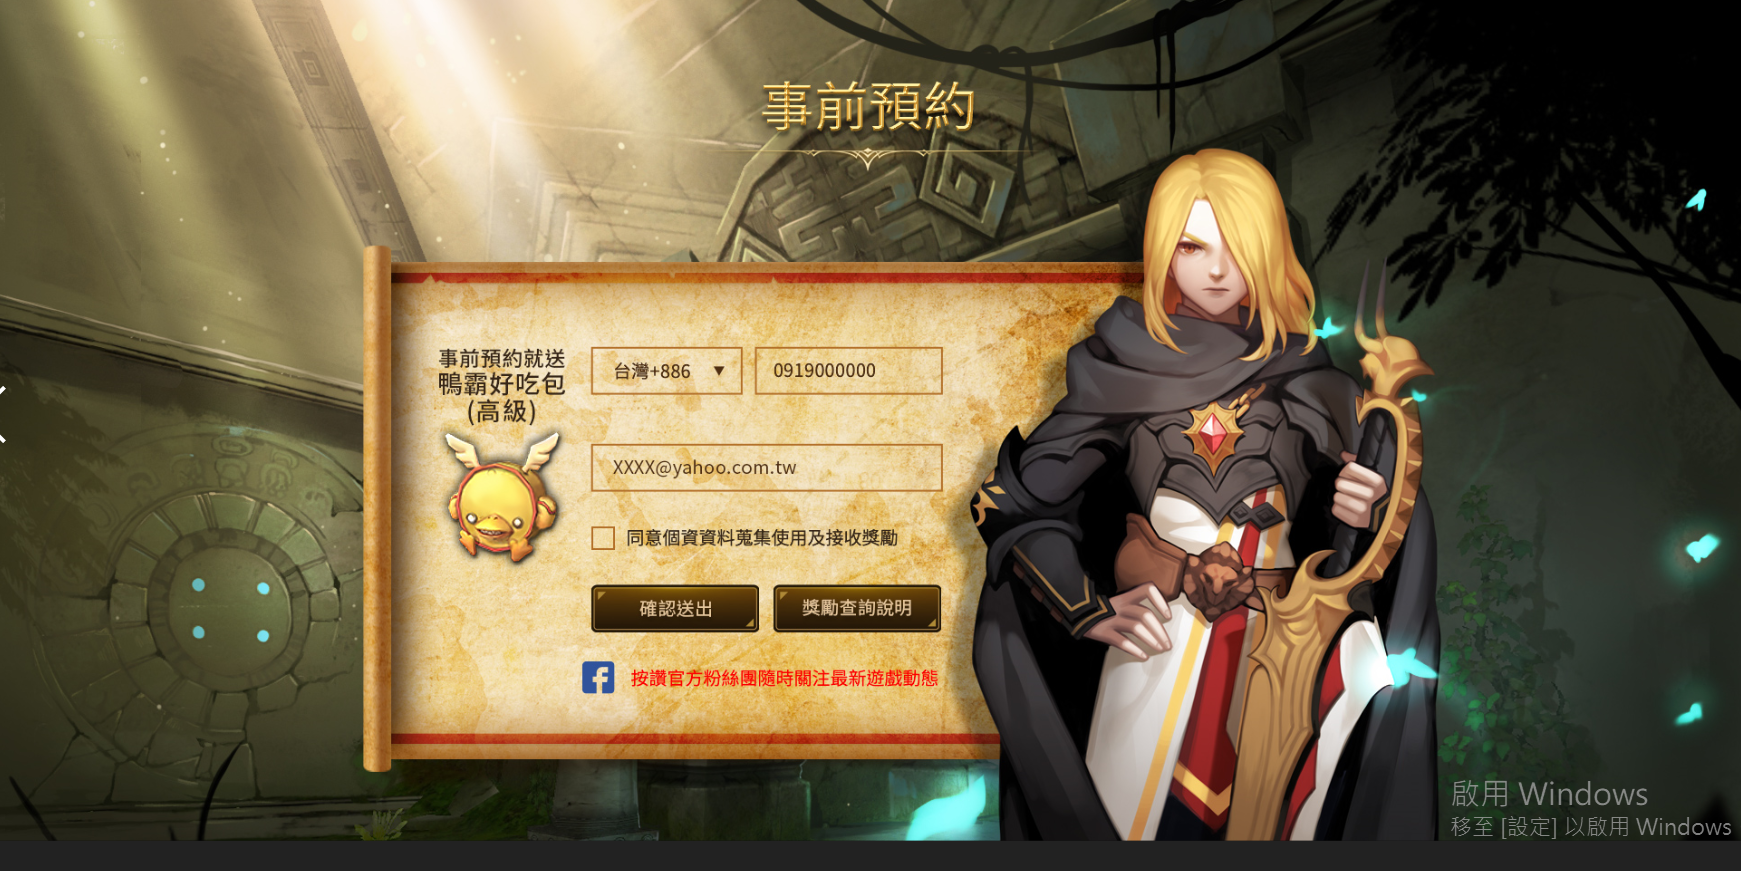 事前預約
事前預約就送
鴨霸好吃包
(高級)
台灣+886 ▼
0919000000
XXXX@yahoo.com.tw
同意個資資料蒐集使用及接收獎勵
確認送出
獎勵查詢說明
按讚官方粉絲團隨時關注最新遊戲動態
啟用 Windows
移至 [設定] 以啟用 Windows